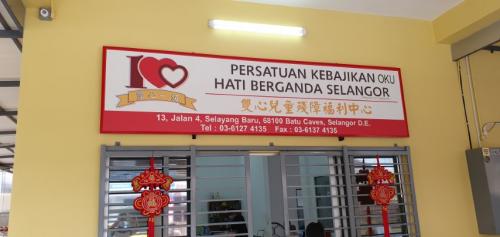 PERSATUAN KEBAJIKAN OKU
HATI BERGANDA SELANGOR
雙心兒童殘障福利中心
13, Jalan 4, Selayang Baru, 68100 Batu Caves, Selangor D.E.
Tel : 03-6127 4135 Fax : 03-6137 4135